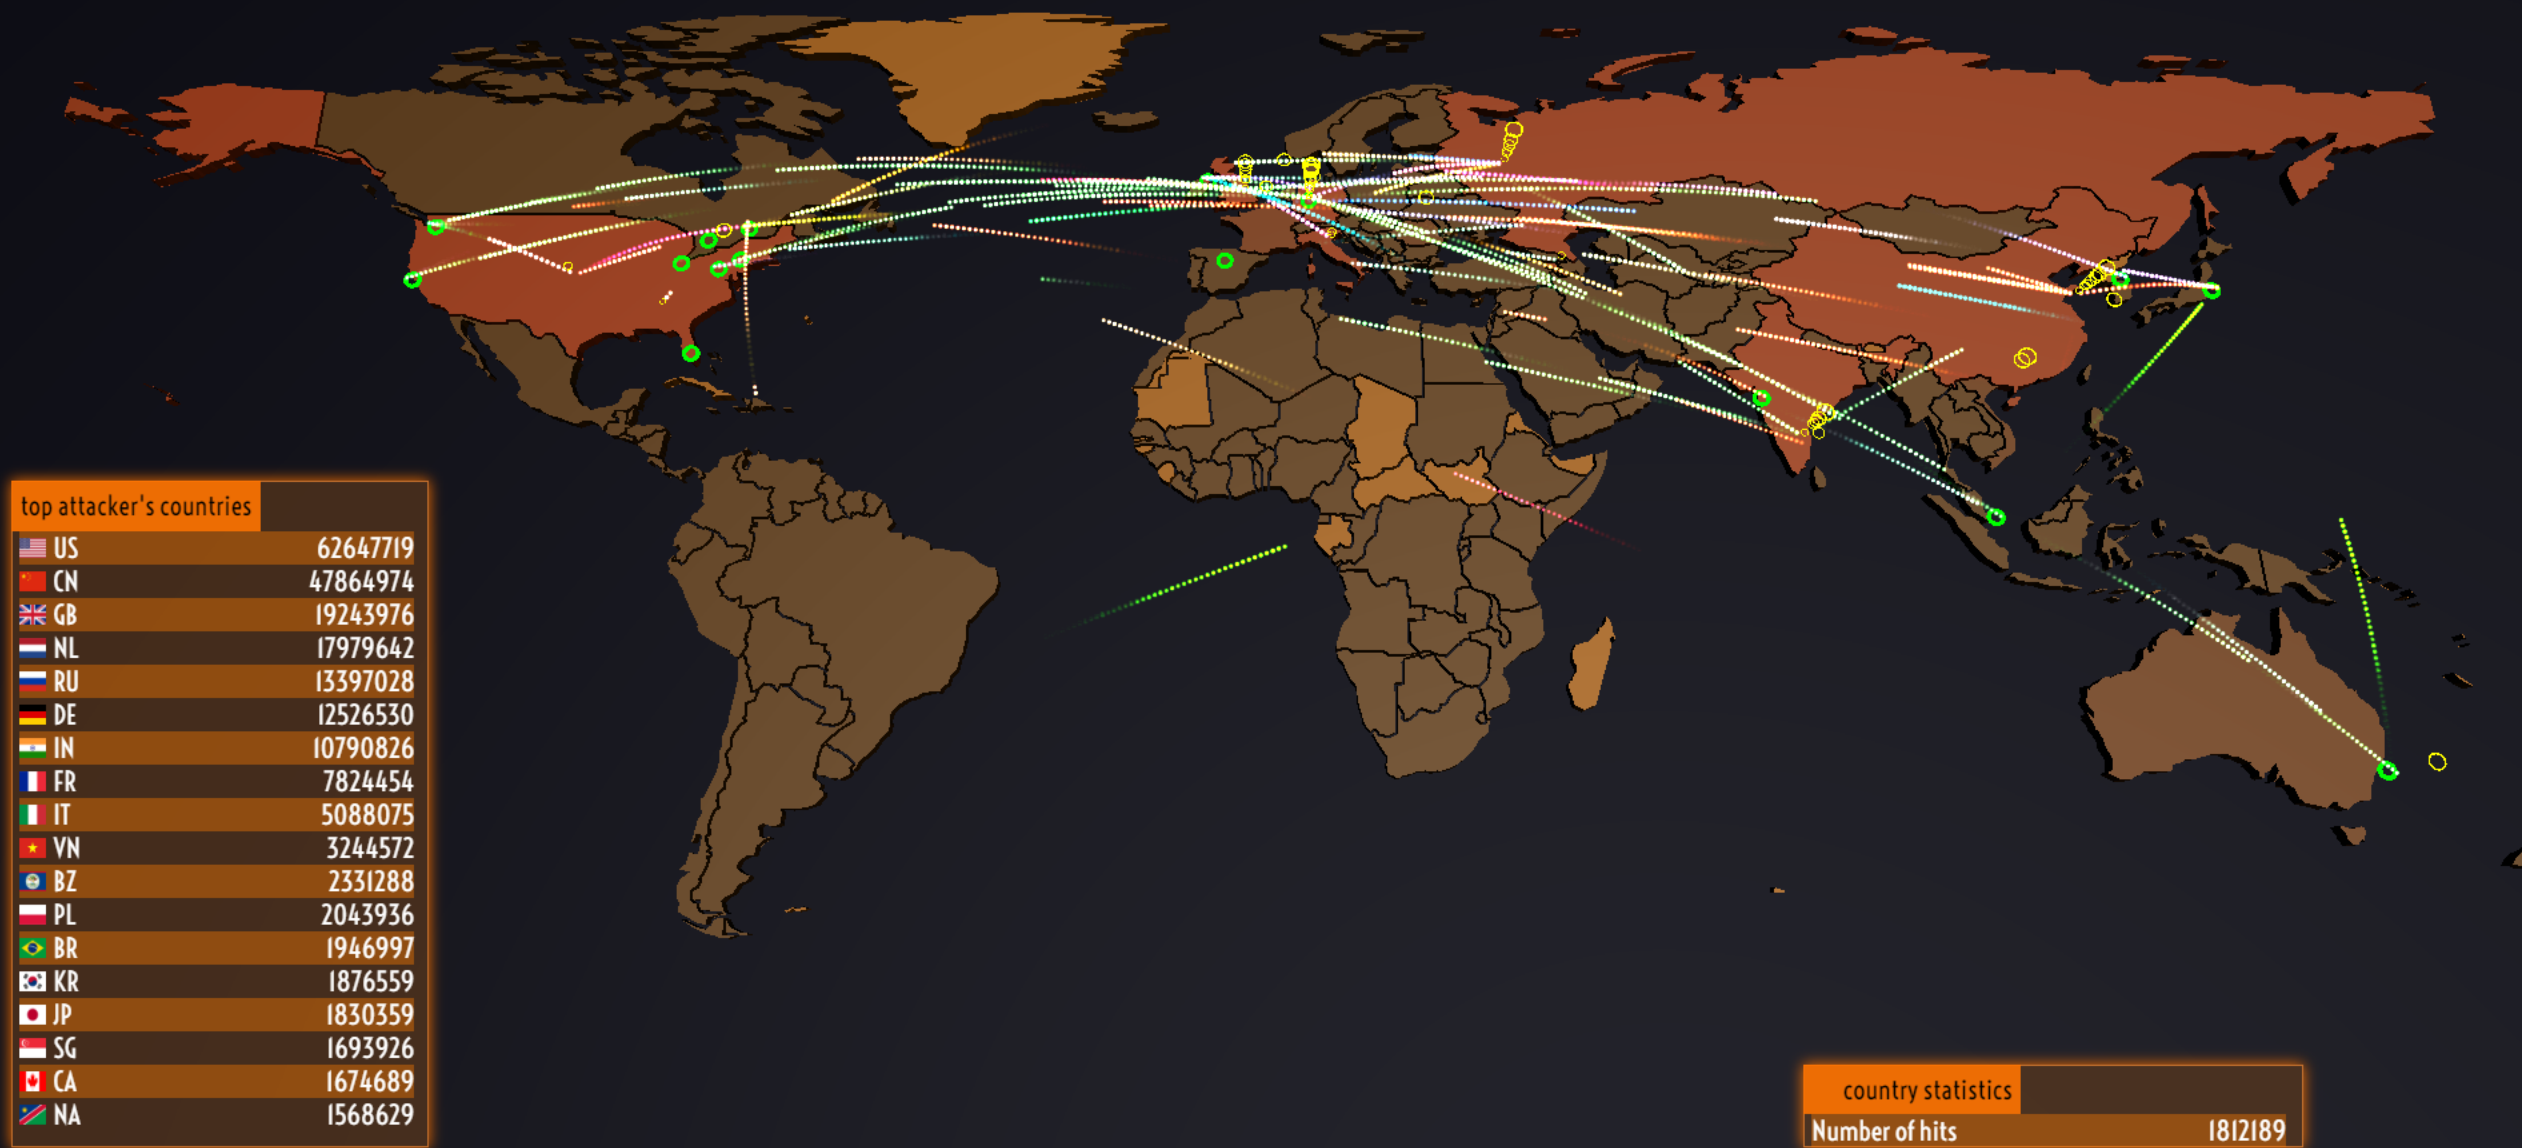 top attacker's countries
US 62647719
CN 47864974
GB 19243976
NL 17979642
RU 13397028
DE 12526530
IN 10790826
FR 7824454
IT 5088075
VN 3244572
BZ 2331288
PL 2043936
BR 1946997
KR 1876559
JP 1830359
SG 1693926
CA 1674689
NA 1568629
country statistics
Number of hits 1812189